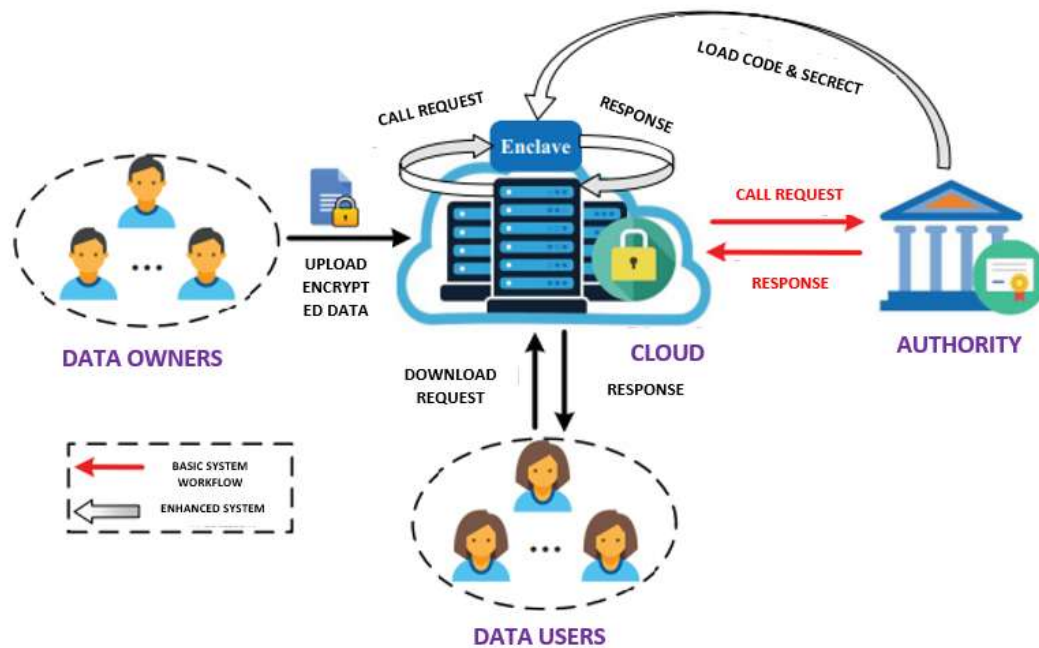 LOAD CODE & SECRECT
CALL REQUEST
RESPONSE
Enclave
CALL REQUEST
RESPONSE
UPLOAD
ENCRYPT
ED DATA
DATA OWNERS
CLOUD
AUTHORITY
DOWNLOAD
REQUEST
RESPONSE
BASIC SYSTEM
WORKFLOW
ENHANCED SYSTEM
DATA USERS